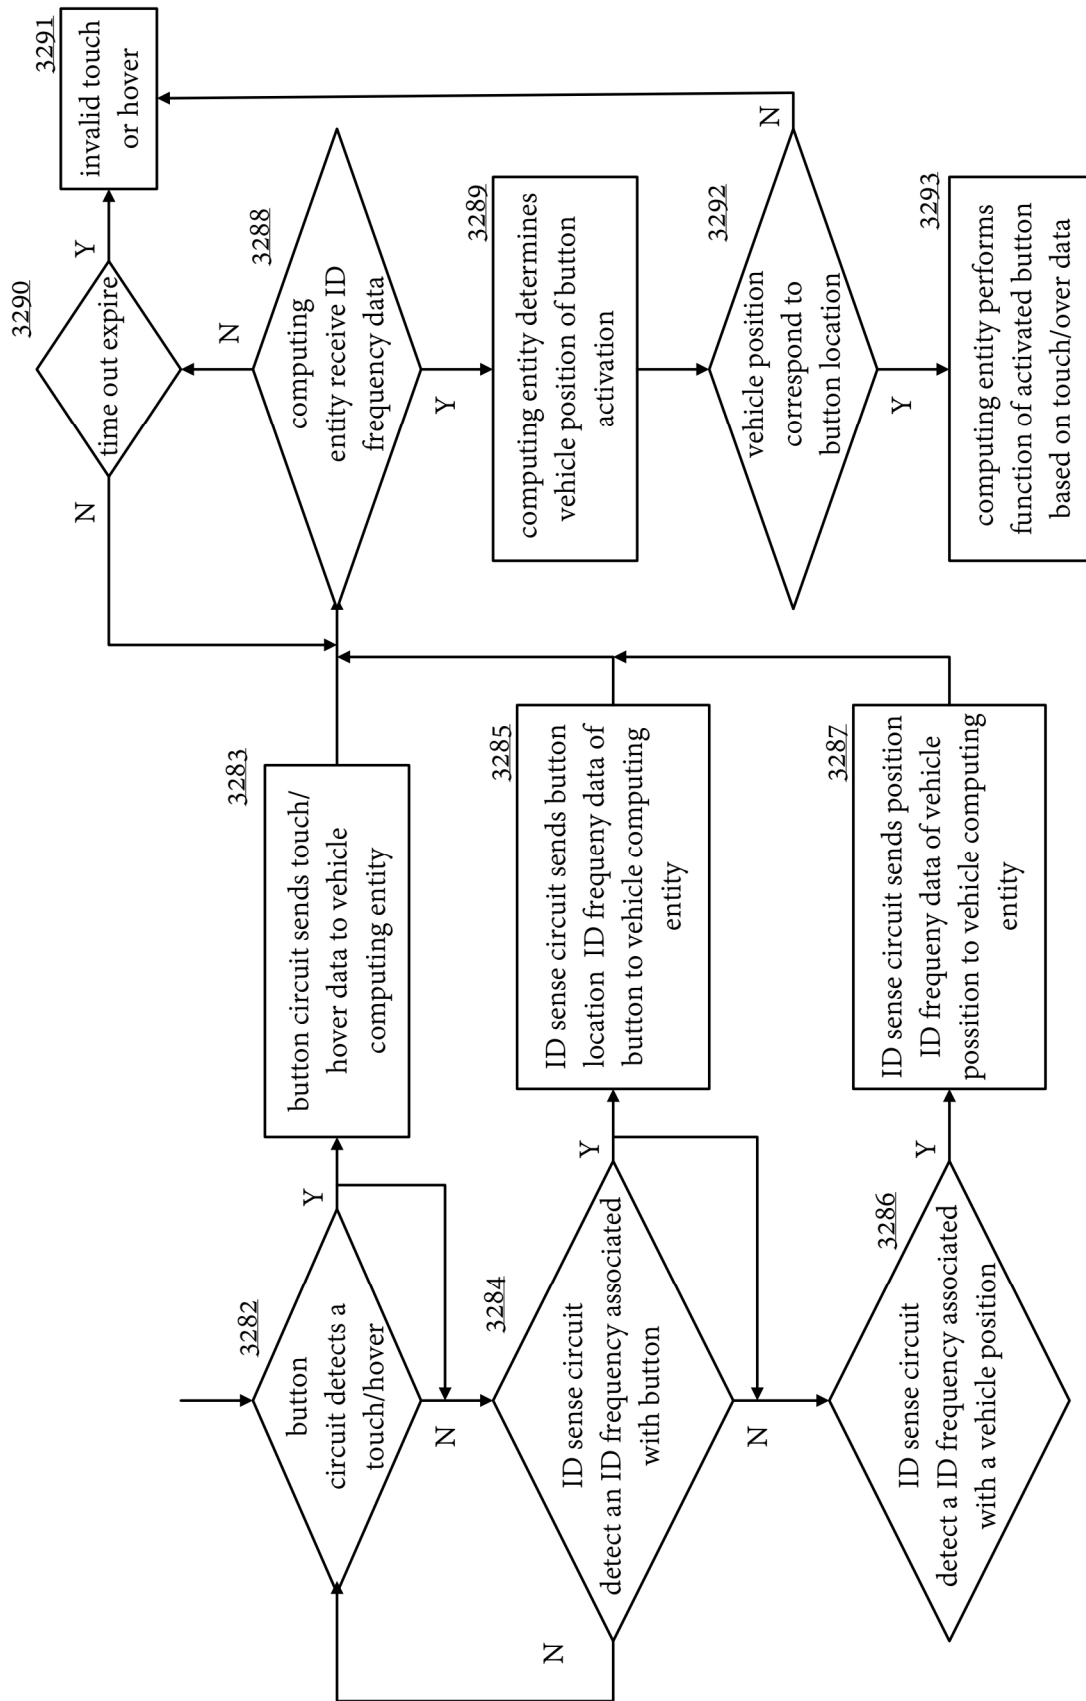 3282
button
circuit detects a
touch/hover
Y
N
3283
button circuit sends touch/
hover data to vehicle
computing entity
3284
ID sense circuit
detect an ID frequency associated
with button
Y
N
N
3285
ID sense circuit sends button
location  ID frequeny data of
button to vehicle computing
entity
3286
ID sense circuit
detect a ID frequency associated
with a vehicle position
Y
3287
ID sense circuit sends position
ID frequeny data of vehicle
possition to vehicle computing
entity
3288
computing
entity receive ID
frequency data
N
Y
3290
time out expire
N
Y
3291
invalid touch
or hover
3289
computing entity determines
vehicle position of button
activation
3292
vehicle position
correspond to
button location
N
Y
3293
computing entity performs
function of activated button
based on touch/over data